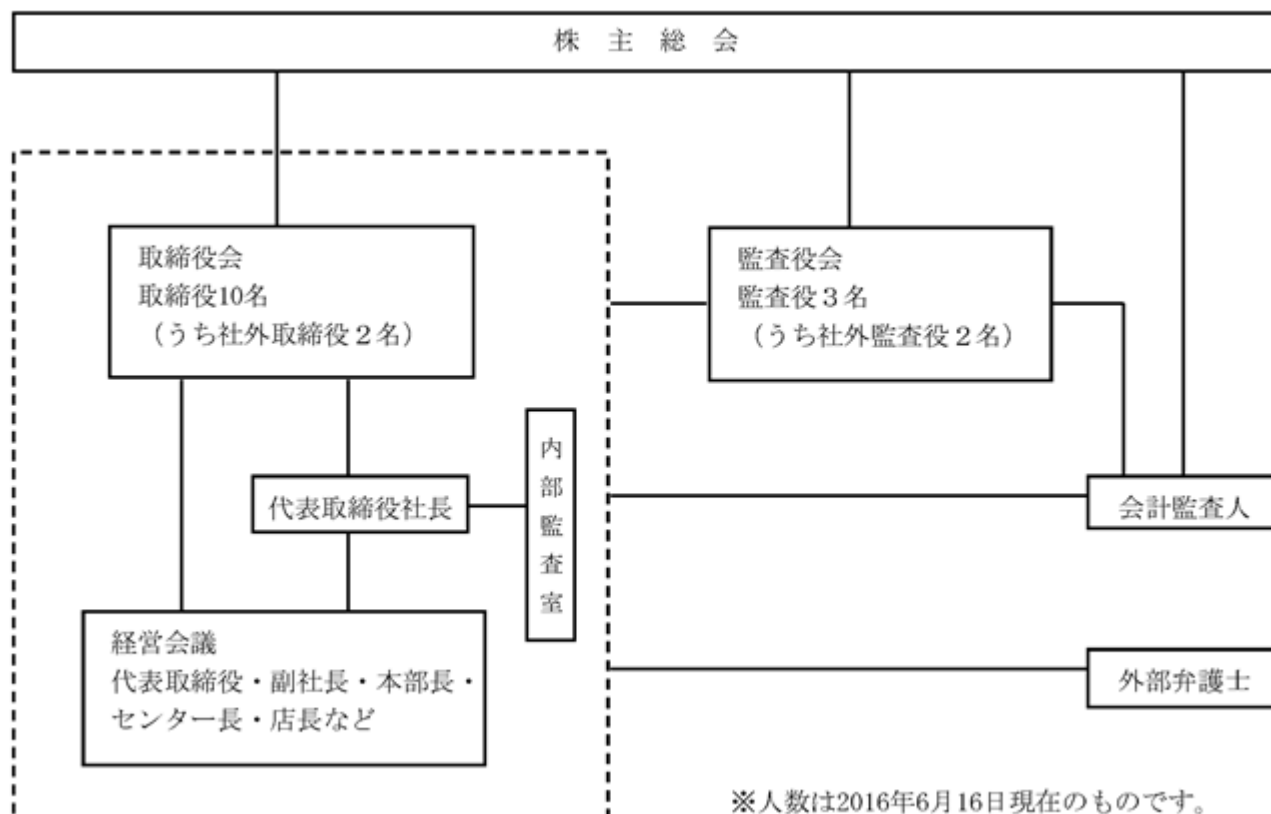 株 主 総 会
取締役会
取締役10名
（うち社外取締役２名）
監査役会
監査役３名
（うち社外監査役２名）
代表取締役社長
内部監査室
会計監査人
経営会議
代表取締役・副社長・本部長・
センター長・店長など
外部弁護士
※人数は2016年6月16日現在のものです。